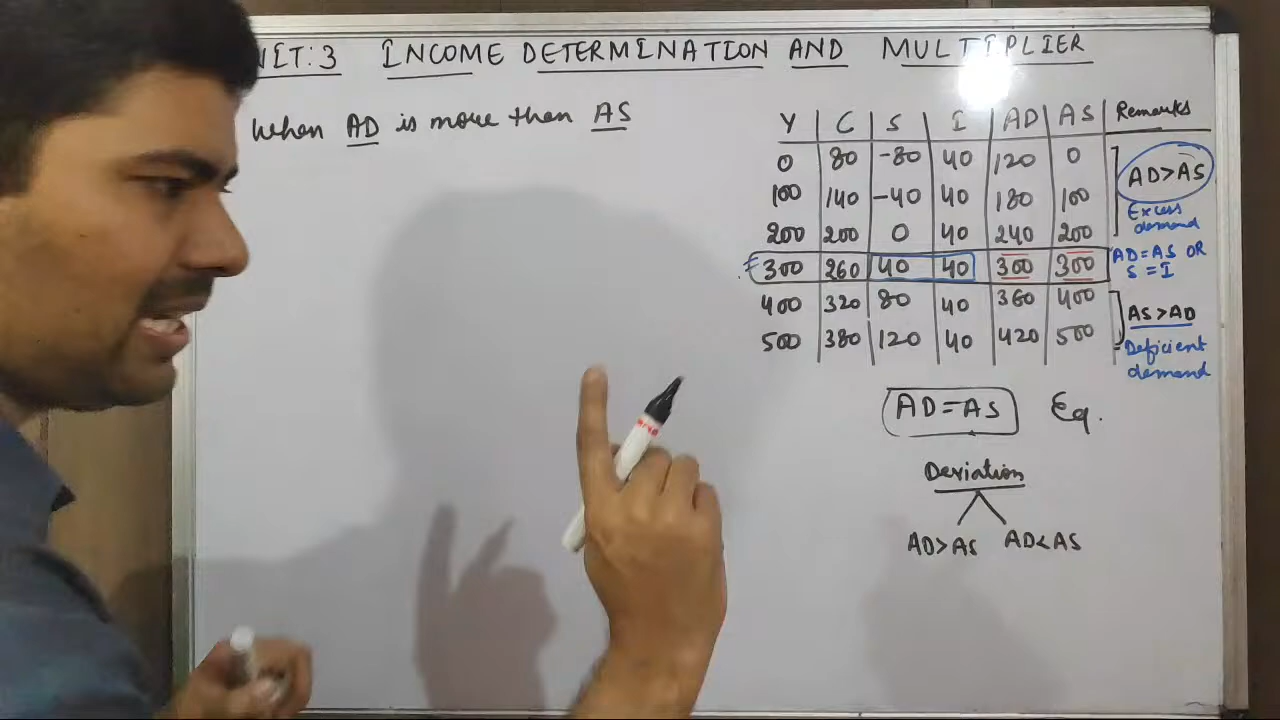 NIT:3 INCOME DETERMINATION AND MULTIPLIER
When AD is more than AS
Y C S I AD AS Remarks
0 80 -80 40 120 0
100 140 -40 40 180 100
200 200 0 40 240 200
300 260 40 40 300 300
400 320 80 40 360 400
500 380 120 40 420 500
AD>AS
Excess
demand
AD=AS OR
S=I
AS>AD
Deficient
demand
AD=AS Eq.
Deviation
AD>AS AD<AS